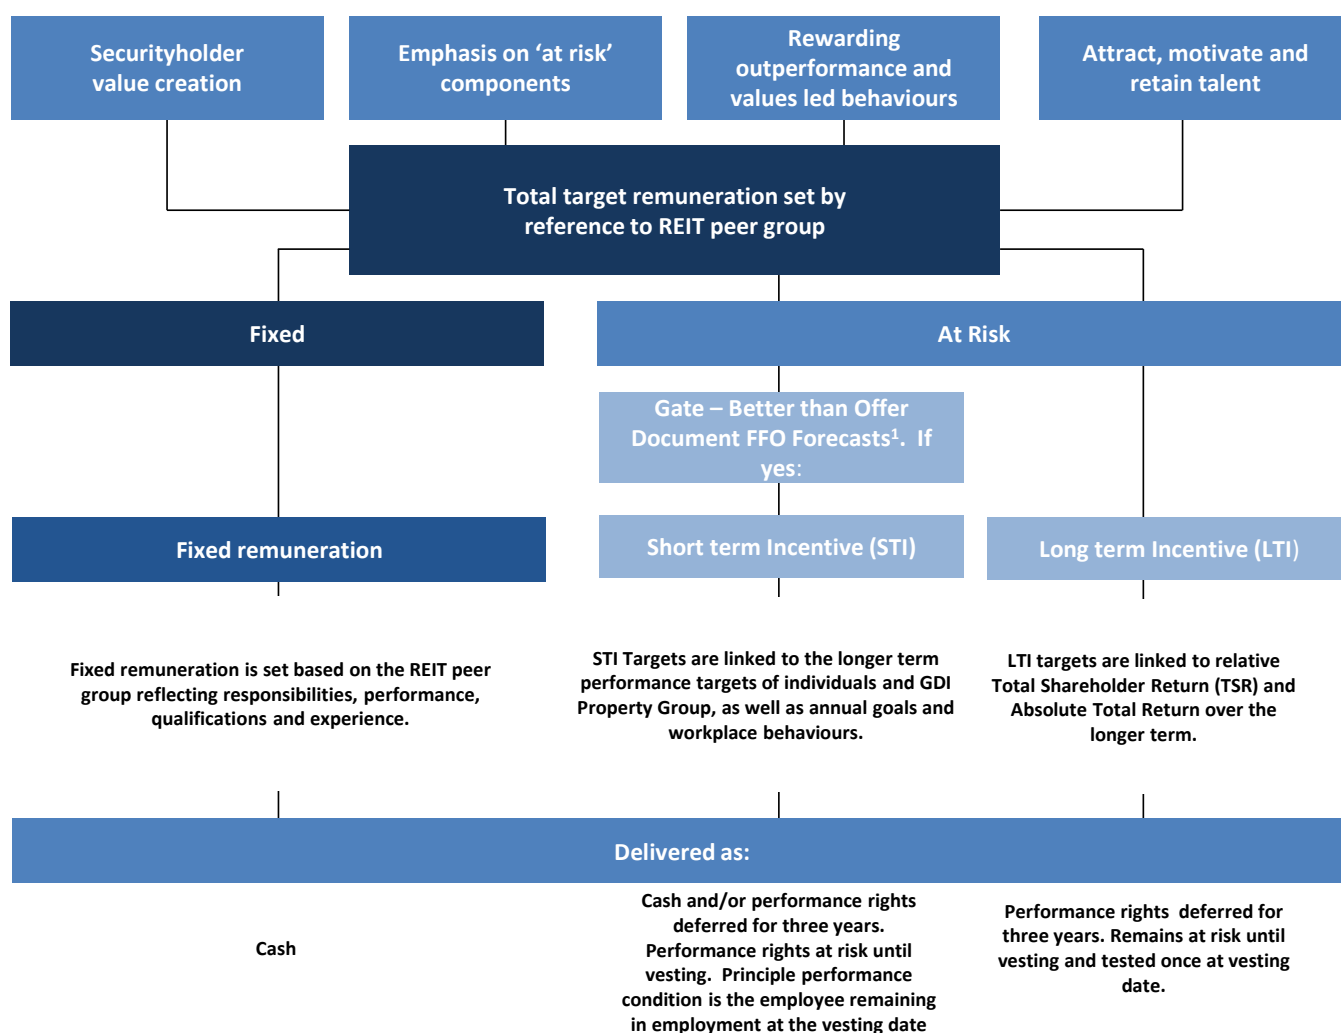 Securityholder
value creation
Emphasis on ‘at risk’
components
Rewarding
outperformance and
values led behaviours
Attract, motivate and
retain talent
Total target remuneration set by
reference to REIT peer group
Fixed
At Risk
Gate – Better than Offer
Document FFO Forecasts¹.  If
yes:
Fixed remuneration
Short term Incentive (STI)
Long term Incentive (LTI)
Fixed remuneration is set based on the REIT peer
group reflecting responsibilities, performance,
qualifications and experience.
STI Targets are linked to the longer term
performance targets of individuals and GDI
Property Group, as well as annual goals and
workplace behaviours.
LTI targets are linked to relative
Total Shareholder Return (TSR) and
Absolute Total Return over the
longer term.
Delivered as:
Cash
Cash and/or performance rights
deferred for three years.
Performance rights at risk until
vesting.  Principle performance
condition is the employee remaining
in employment at the vesting date
Performance rights  deferred for
three years. Remains at risk until
vesting and tested once at vesting
date.